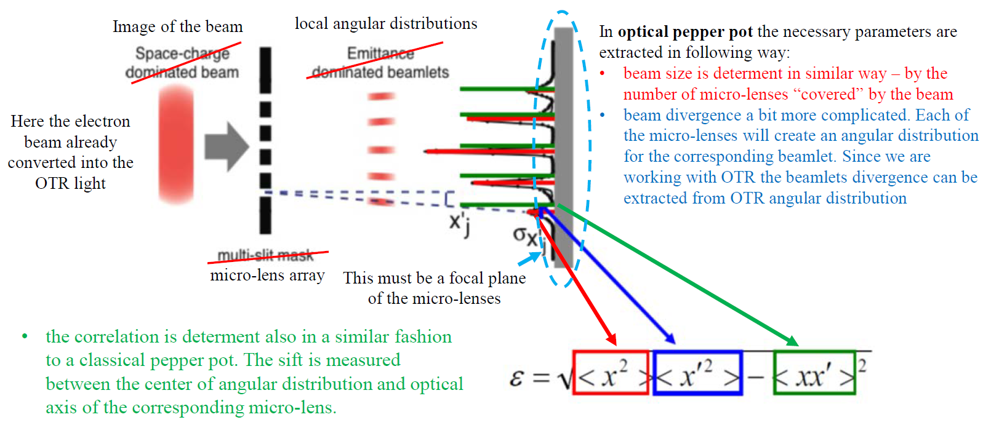 Image of the beam
local angular distributions
Space-charge
dominated beam
Emittance
dominated beamlets
Here the electron
beam already
converted into the
OTR light
x'j
σx'j
multi-slit mask
micro-lens array
This must be a focal plane
of the micro-lenses
In optical pepper pot the necessary parameters are
extracted in following way:
• beam size is determent in similar way – by the
number of micro-lenses “covered” by the beam
• beam divergence a bit more complicated. Each of
the micro-lenses will create an angular distribution
for the corresponding beamlet. Since we are
working with OTR the beamlets divergence can be
extracted from OTR angular distribution
• the correlation is determent also in a similar fashion
to a classical pepper pot. The sift is measured
between the center of angular distribution and optical
axis of the corresponding micro-lens.
ε = √< x² >< x′² > − < xx′ >²